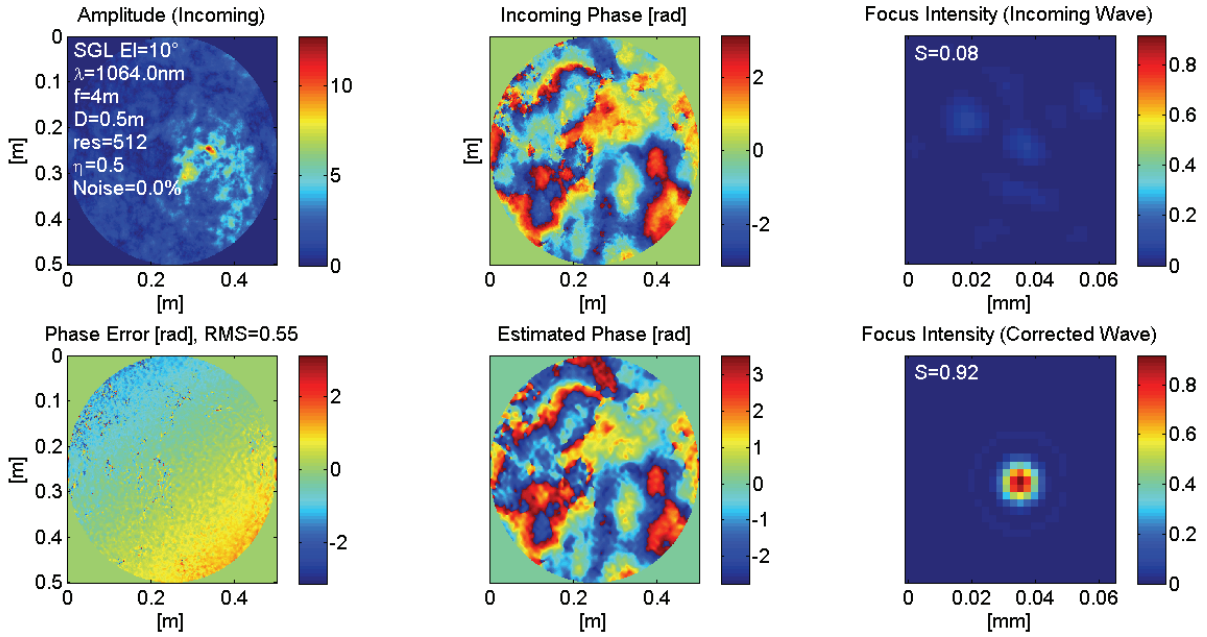 Amplitude (Incoming)
SGL El=10°
λ=1064.0nm
f=4m
D=0.5m
res=512
η=0.5
Noise=0.0%
0
0.1
0.2
0.3
0.4
0.5
[m]
0 0.2 0.4
[m]
10
5
0
Incoming Phase [rad]
0 0.2 0.4
[m]
2
0
-2
Focus Intensity (Incoming Wave)
S=0.08
0 0.02 0.04 0.06
[mm]
0.8
0.6
0.4
0.2
0
Phase Error [rad], RMS=0.55
0
0.1
0.2
0.3
0.4
0.5
[m]
0 0.2 0.4
[m]
2
0
-2
Estimated Phase [rad]
0 0.2 0.4
[m]
3
2
1
0
-1
-2
Focus Intensity (Corrected Wave)
S=0.92
0 0.02 0.04 0.06
[mm]
0.8
0.6
0.4
0.2
0